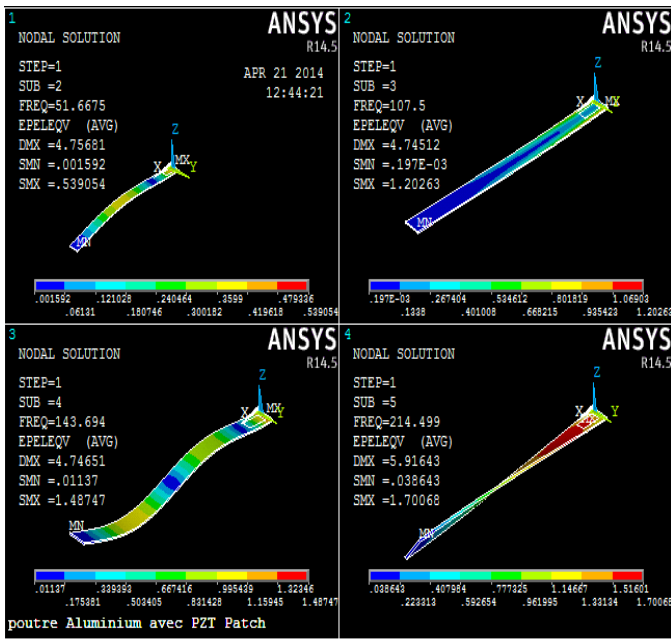 1
ANSYS
R14.5
NODAL SOLUTION
STEP=1
SUB =2
FREQ=51.6675
EPELEQV (AVG)
DMX =4.75681
SMN =.001592
SMX =.539054
APR 21 2014
12:44:21
Z
X
MX
Y
MN
.001592 .121028 .240464 .3599 .479336
.06131 .180746 .300182 .419618 .539054
2
ANSYS
R14.5
NODAL SOLUTION
STEP=1
SUB =3
FREQ=107.5
EPELEQV (AVG)
DMX =4.74512
SMN =.197E-03
SMX =1.20263
Z
X
MX
MN
.197E-03 .267404 .534612 .801819 1.06903
.1338 .401008 .668215 .935423 1.20263
3
ANSYS
R14.5
NODAL SOLUTION
STEP=1
SUB =4
FREQ=143.694
EPELEQV (AVG)
DMX =4.74651
SMN =.01137
SMX =1.48747
Z
X
MX
Y
MN
.01137 .339393 .667416 .995439 1.32346
.175381 .503405 .831428 1.15945 1.48747
poutre Aluminium avec PZT Patch
4
ANSYS
R14.5
NODAL SOLUTION
STEP=1
SUB =5
FREQ=214.499
EPELEQV (AVG)
DMX =5.91643
SMN =.038643
SMX =1.70068
Z
X
Y
MN
.038643 .407984 .777325 1.14667 1.51601
.223313 .592654 .961995 1.33134 1.70068